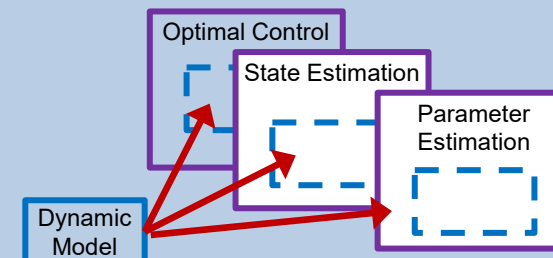 Optimal Control
State Estimation
Parameter
Estimation
Dynamic
Model